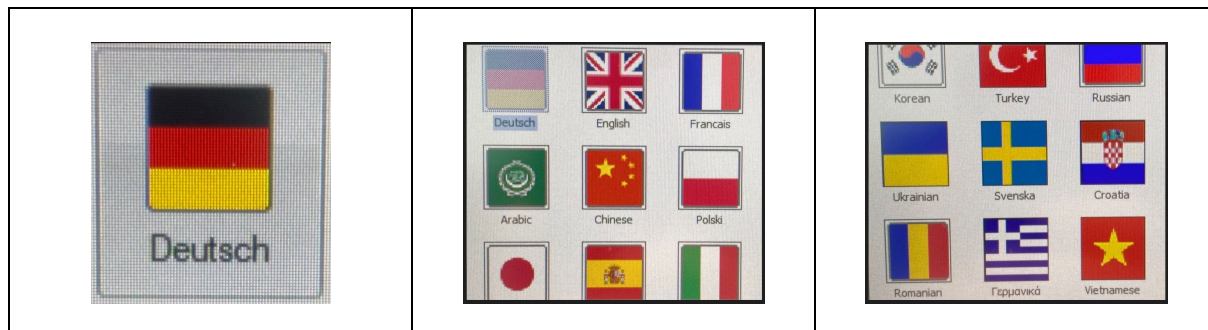 Deutsch
Deutsch English Francais
Arabic Chinese Polski
Korean Turkey Russian
Ukrainian Svenska Croatia
Romanian Γερμανικά Vietnamese